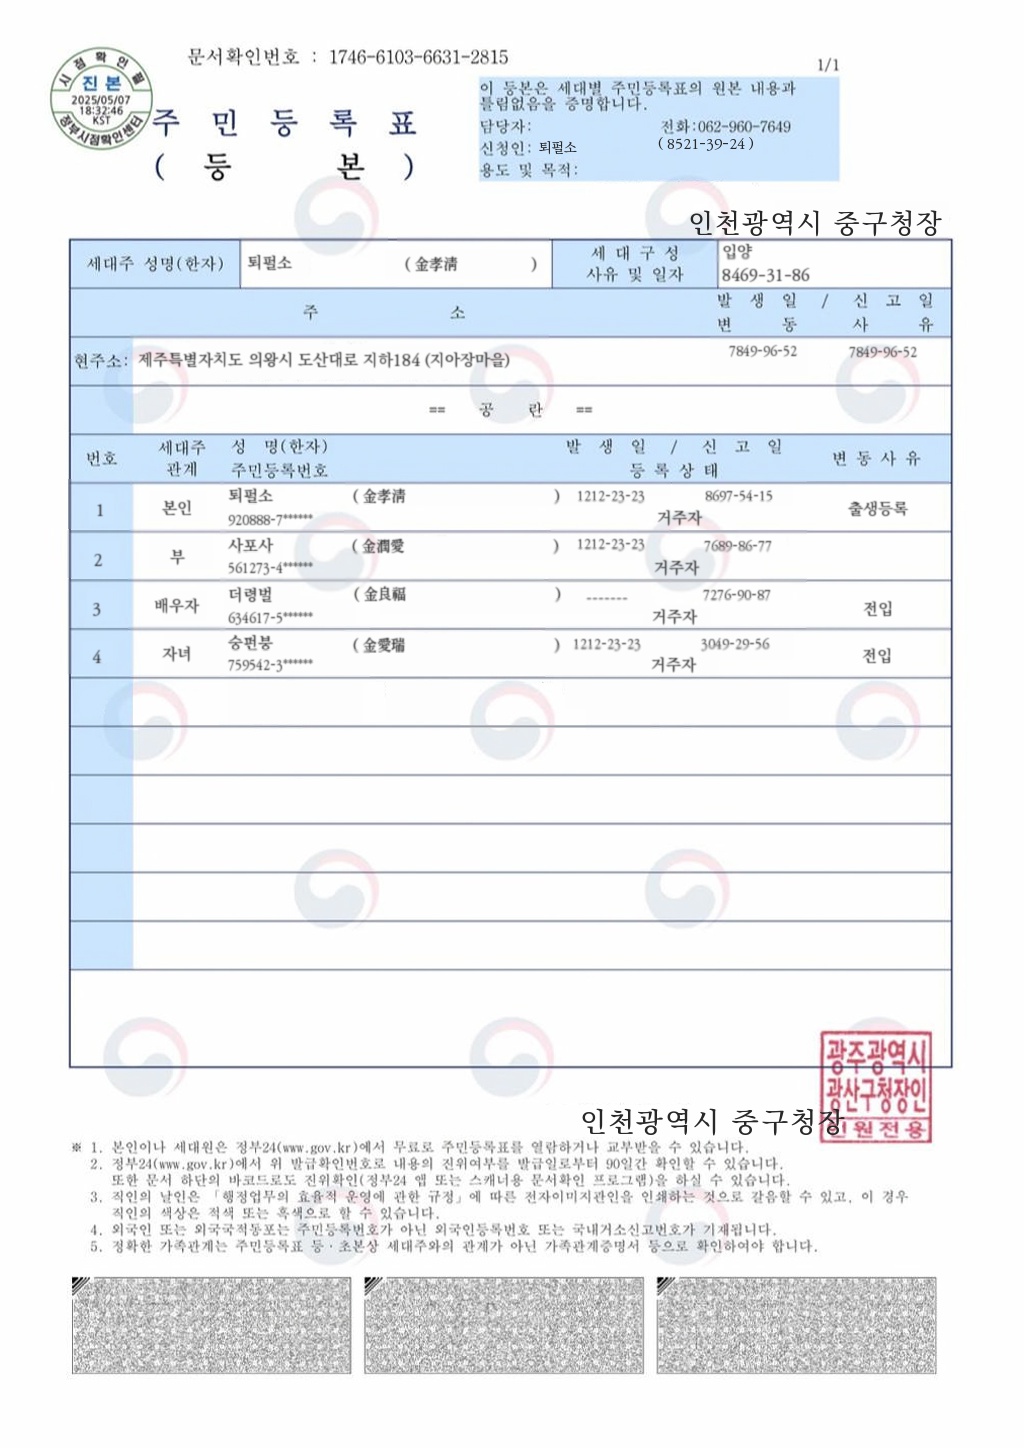 문서확인번호 : 1746-6103-6631-2815
1/1
시점확인필
진본
2025/05/07
18:32:46
KST
정부시점확인센터
주민등록표
(등본)
이 등본은 세대별 주민등록표의 원본 내용과
틀림없음을 증명합니다.
담당자: 전화:062-960-7649
신청인: 퇴펄소 (8521-39-24)
용도 및 목적:
인천광역시 중구청장
세대주 성명(한자) 퇴펄소 (金孝淸) 세대구성 사유 및 일자 입양
8469-31-86
주 소 발생일 / 신고일
변동사유
현주소: 제주특별자치도 의왕시 도산대로 지하184 (지아장마을) 7849-96-52 7849-96-52
== 공 란 ==
번호 세대주 관계 성 명(한자) 주민등록번호 발생일 / 신고일 등록상태 변동사유
1 본인 퇴펄소 (金孝淸) 1212-23-23 8697-54-15 출생등록
920888-7****** 거주자
2 부 사포사 (金潤愛) 1212-23-23 7689-86-77
561273-4****** 거주자
3 배우자 더령벌 (金良福) ------- 7276-90-87 전입
634617-5****** 거주자
4 자녀 숭펀붕 (金愛瑞) 1212-23-23 3049-29-56 전입
759542-3****** 거주자
광주광역시
광산구청장인
민원전용
인천광역시 중구청장
※ 1. 본인이나 세대원은 정부24(www.gov.kr)에서 무료로 주민등록표를 열람하거나 교부받을 수 있습니다.
2. 정부24(www.gov.kr)에서 위 발급확인번호로 내용의 진위여부를 발급일로부터 90일간 확인할 수 있습니다.
또한 문서 하단의 바코드로도 진위확인(정부24 앱 또는 스캐너용 문서확인 프로그램)을 하실 수 있습니다.
3. 직인의 날인은 「행정업무의 효율적 운영에 관한 규정」에 따른 전자이미지관인을 인쇄하는 것으로 갈음할 수 있고, 이 경우
직인의 색상은 적색 또는 흑색으로 할 수 있습니다.
4. 외국인 또는 외국국적동포는 주민등록번호가 아닌 외국인등록번호 또는 국내거소신고번호가 기재됩니다.
5. 정확한 가족관계는 주민등록표 등·초본상 세대주와의 관계가 아닌 가족관계증명서 등으로 확인하여야 합니다.